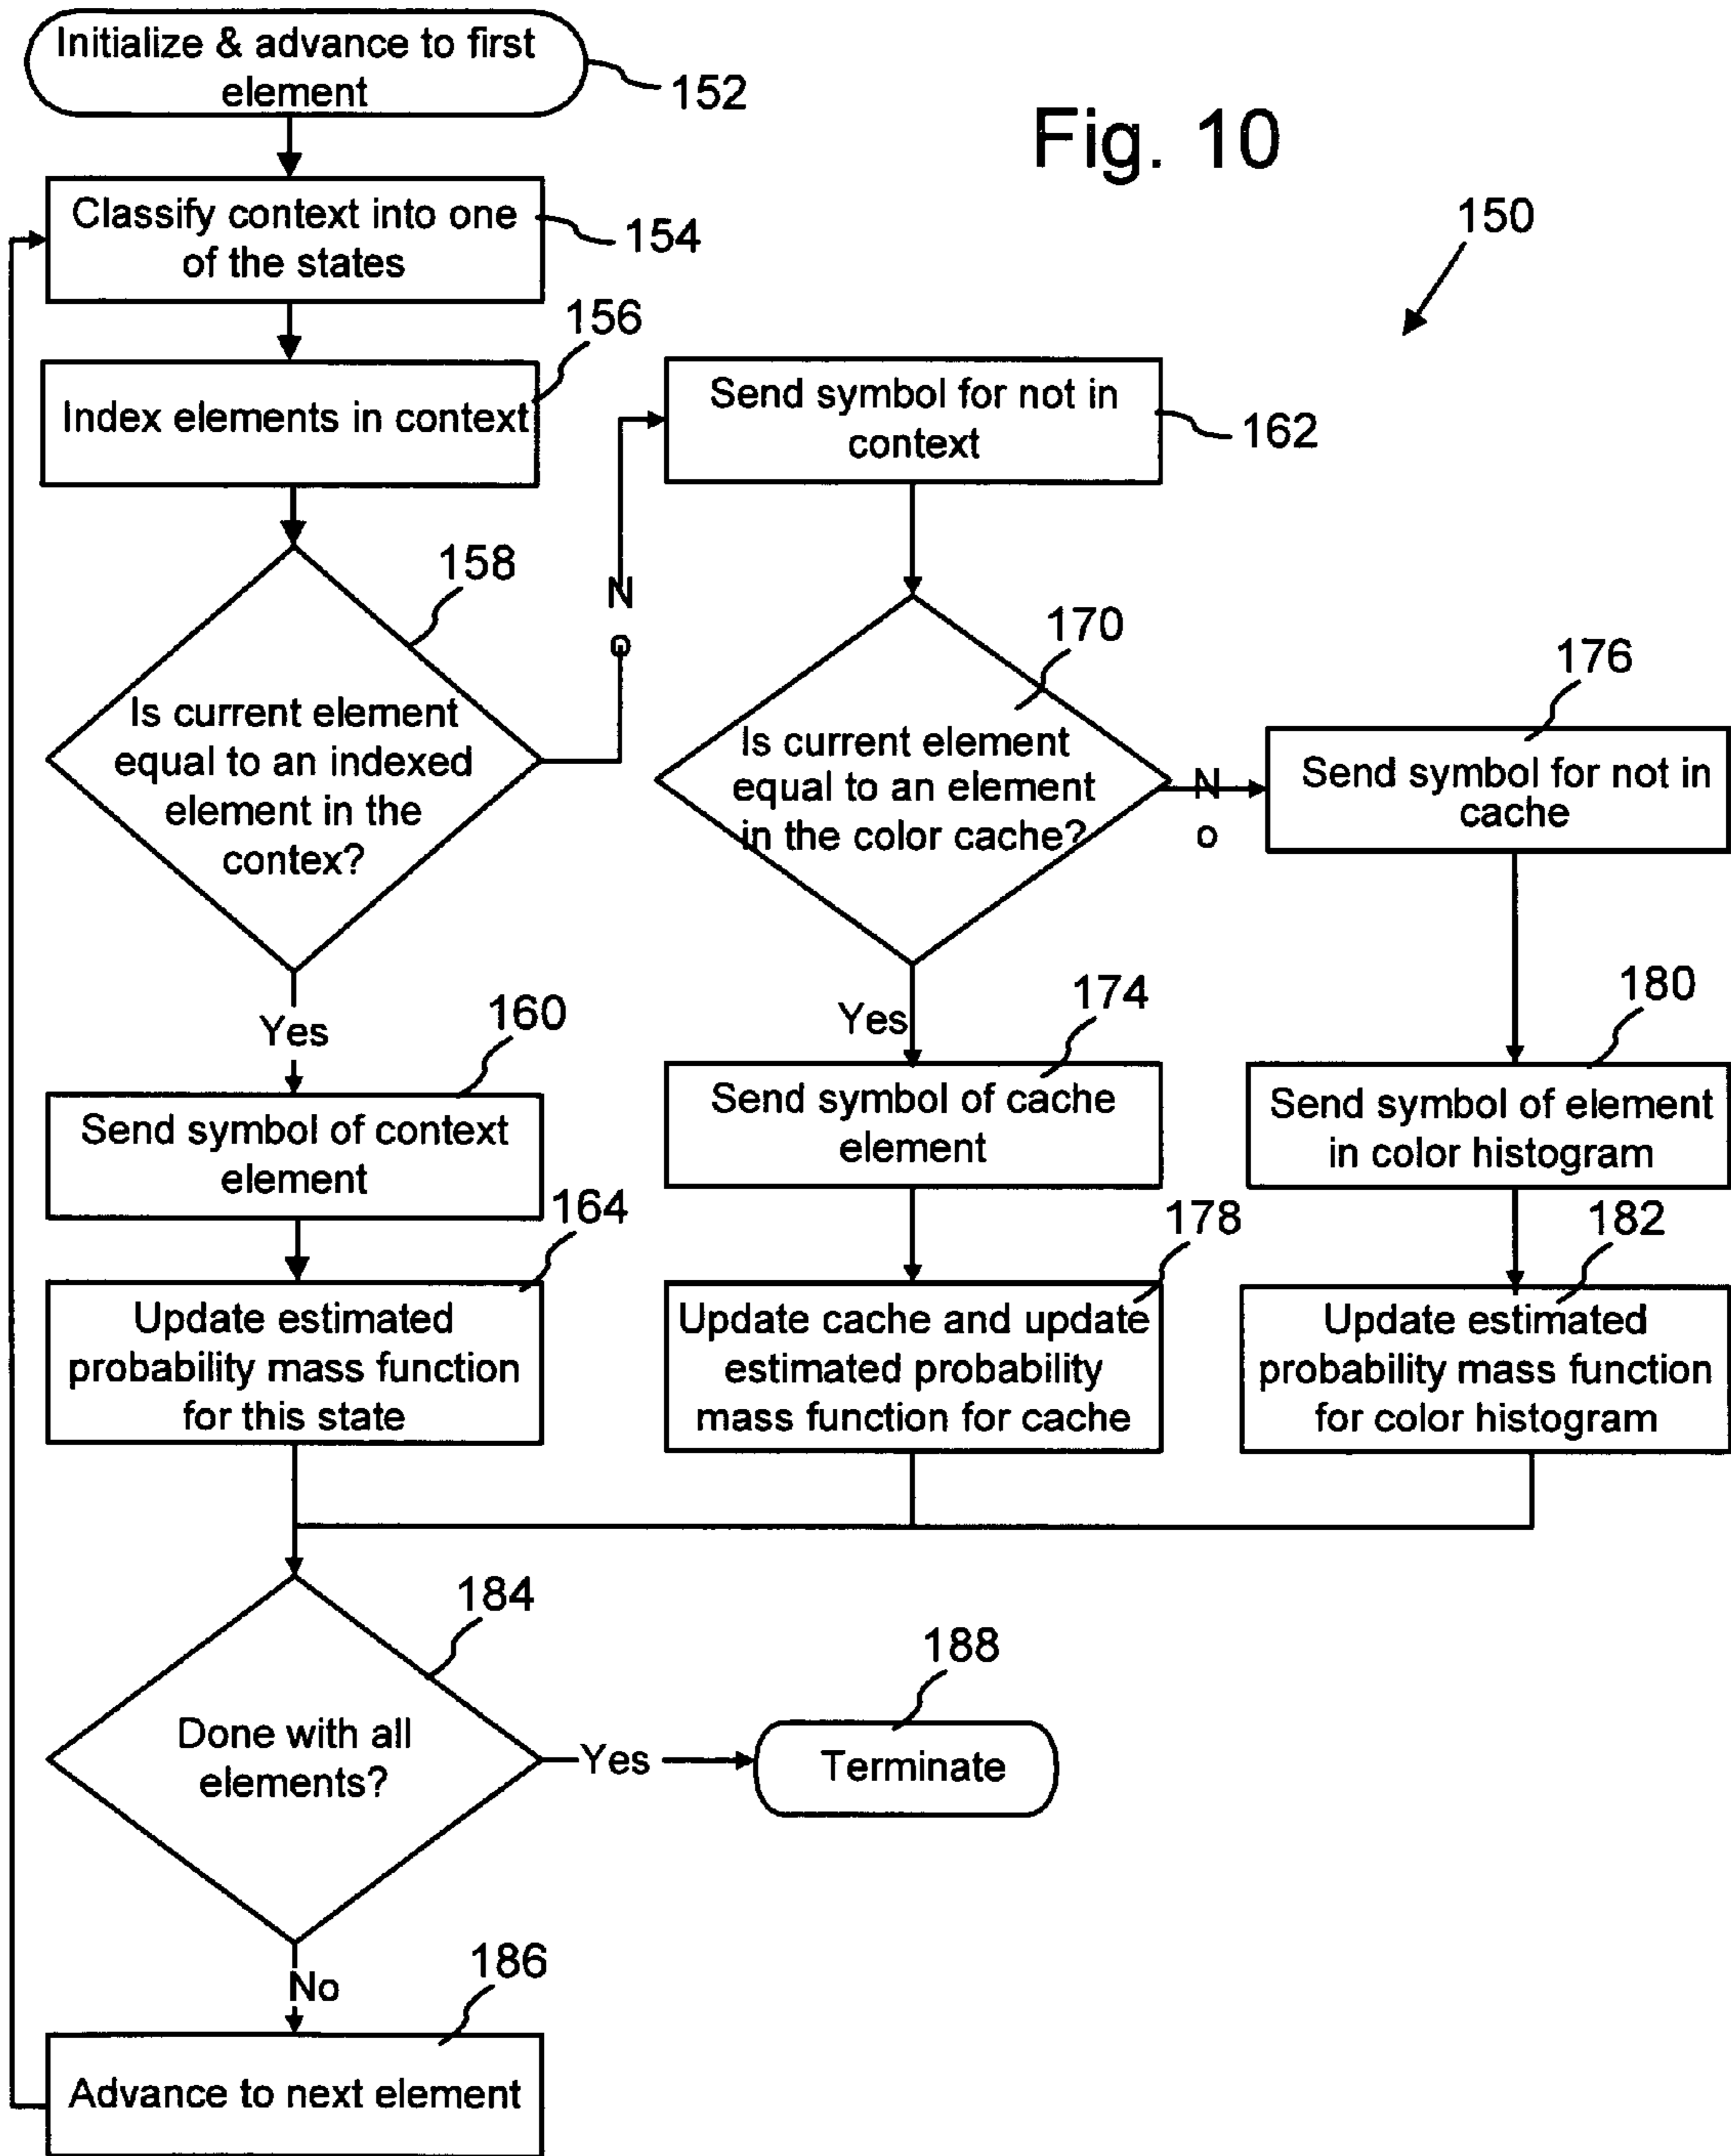 Initialize & advance to first
element
152
Fig. 10
150
Classify context into one
of the states
154
156
Index elements in context
Send symbol for not in
context
162
158
N
o
Is current element
equal to an indexed
element in the
contex?
170
Is current element
equal to an element
in the color cache?
N
o
176
Send symbol for not in
cache
Yes
160
Send symbol of context
element
Yes
174
Send symbol of cache
element
180
Send symbol of element
in color histogram
164
Update estimated
probability mass function
for this state
178
Update cache and update
estimated probability
mass function for cache
182
Update estimated
probability mass function
for color histogram
184
Done with all
elements?
Yes
188
Terminate
No
186
Advance to next element